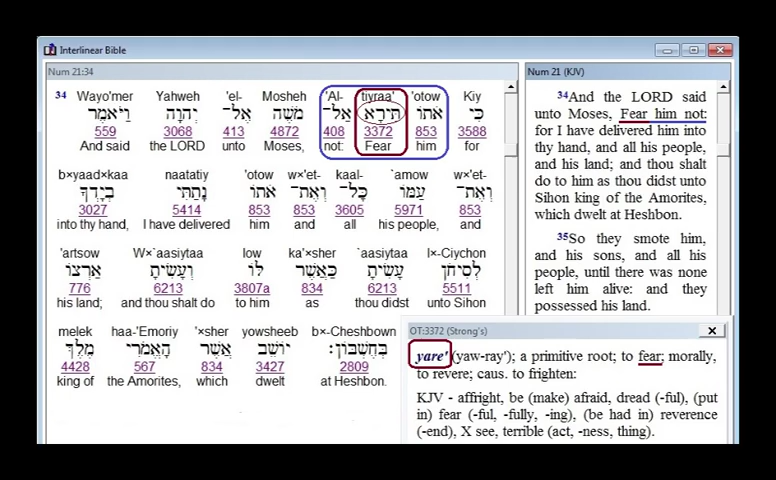 Interlinear Bible
Num 21:34
34 Wayo'mer Yahweh 'el- Mosheh 'Al- tiyraa' 'otow Kiy
וַיֹּאמֶר יְהוָה אֶל־ מֹשֶׁה אַל־ תִּירָא אֹתוֹ כִּי
559 3068 413 4872 408 3372 853 3588
And said the LORD unto Moses, not: Fear him for
b×yaad×kaa naatatiy 'otow w×'et- kaal- `amow w×'et-
בְיָדְךָ נָתַתִּי אֹתוֹ וְאֶת־ כָּל־ עַמּוֹ וְאֶת־
3027 5414 853 853 3605 5971 853
into thy hand, I have delivered him and all his people, and
'artsow W×`aasiytaa low ka'×sher `aasiytaa l×-Ciychon
אַרְצוֹ וְעָשִׂיתָ לּוֹ כַּאֲשֶׁר עָשִׂיתָ לְסִיחֹן
776 6213 3807a 834 6213 5511
his land; and thou shalt do to him as thou didst unto Sihon
melek haa-'Emoriy '×sher yowsheeb b×-Cheshbown
מֶלֶךְ הָאֱמֹרִי אֲשֶׁר יוֹשֵׁב בְּחֶשְׁבּוֹן׃
4428 567 834 3427 2809
king of the Amorites, which dwelt at Heshbon.
Num 21 (KJV)
34And the LORD said
unto Moses, Fear him not:
for I have delivered him into
thy hand, and all his people,
and his land; and thou shalt
do to him as thou didst unto
Sihon king of the Amorites,
which dwelt at Heshbon.
35So they smote him,
and his sons, and all his
people, until there was none
left him alive: and they
possessed his land.
OT:3372 (Strong's)
yare' (yaw-ray'); a primitive root; to fear; morally,
to revere; caus. to frighten:
KJV - affright, be (make) afraid, dread (-ful), (put
in) fear (-ful, -fully, -ing), (be had in) reverence
(-end), X see, terrible (act, -ness, thing).